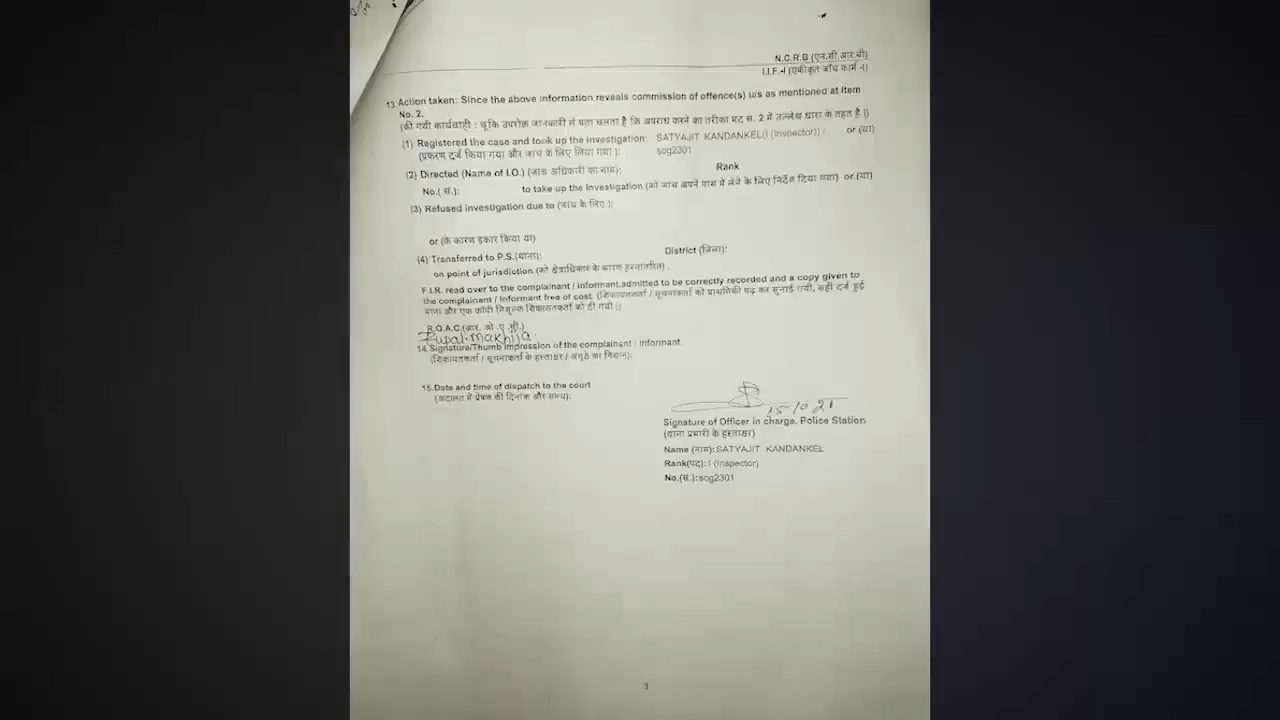 N.C.R.B (एन.सी.आर.बी)
I.I.F.-I (एकीकृत जाँच फार्म -I)
13.Action taken: Since the above information reveals commission of offence(s) u/s as mentioned at Item
No. 2.
(की गयी कार्यवाही : चूकि उपरोक्त जानकारी से पता चलता है कि अपराध करने का तरीका मद सं. 2 में उल्लेख धारा के तहत है।)
(1) Registered the case and took up the investigation: SATYAJIT KANDANKEL(I (Inspector)) / or (या)
(प्रकरण दर्ज किया गया और जांच के लिए लिया गया ): sog2301
(2) Directed (Name of I.O.) (जांच अधिकारी का नाम): Rank
No.( सं.): to take up the investigation (को जांच अपने पास में लेने के लिए निर्देश दिया गया) or (या)
(3) Refused investigation due to (जांच के लिए ):
or (के कारण इंकार किया या)
(4) Transferred to P.S.(थाना): District (जिला):
on point of jurisdiction (को क्षेत्राधिकार के कारण हस्तांतरित) .
F.I.R. read over to the complainant / informant,admitted to be correctly recorded and a copy given to
the complainant / Informant free of cost. (शिकायतकर्ता / सूचनाकर्ता को प्राथमिकी पढ़ कर सुनाई गयी, सही दर्ज हुई
माना और एक कॉपी निशुल्क शिकायतकर्ता को दी गयी।)
R.O.A.C.(आर. ओ .ए .सी.)
Rupal.Makhija
14.Signature/Thumb impression of the complainant / informant
(शिकायतकर्ता / सूचनाकर्ता के हस्ताक्षर / अंगूठे का निशान):
15.Date and time of dispatch to the court
(अदालत में प्रेषण की दिनांक और समय):
15/10/21
Signature of Officer in charge. Police Station
(थाना प्रभारी के हस्ताक्षर)
Name (नाम): SATYAJIT KANDANKEL
Rank(पद): I (Inspector)
No.(सं.): sog2301
3